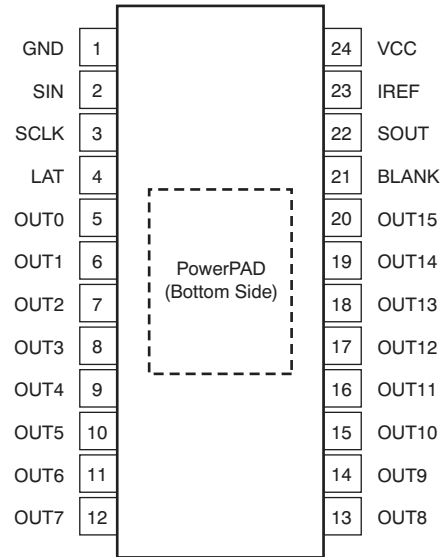 GND 1 24 VCC
SIN 2 23 IREF
SCLK 3 22 SOUT
LAT 4 21 BLANK
OUT0 5 20 OUT15
OUT1 6 19 OUT14
PowerPAD
(Bottom Side)
OUT2 7 18 OUT13
OUT3 8 17 OUT12
OUT4 9 16 OUT11
OUT5 10 15 OUT10
OUT6 11 14 OUT9
OUT7 12 13 OUT8